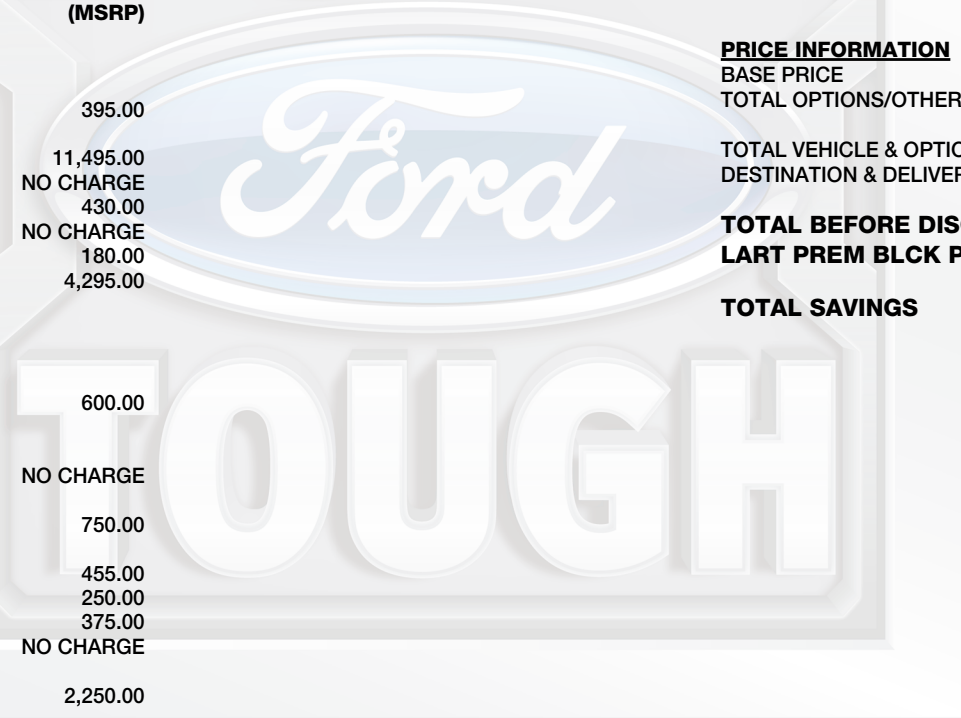 (MSRP)
395.00
11,495.00
NO CHARGE
430.00
NO CHARGE
180.00
4,295.00
600.00
NO CHARGE
750.00
455.00
250.00
375.00
NO CHARGE
2,250.00
PRICE INFORMATION
BASE PRICE
TOTAL OPTIONS/OTHER
TOTAL VEHICLE & OPTIO
DESTINATION & DELIVER
TOTAL BEFORE DIS
LART PREM BLCK P
TOTAL SAVINGS
Ford
TOUGH